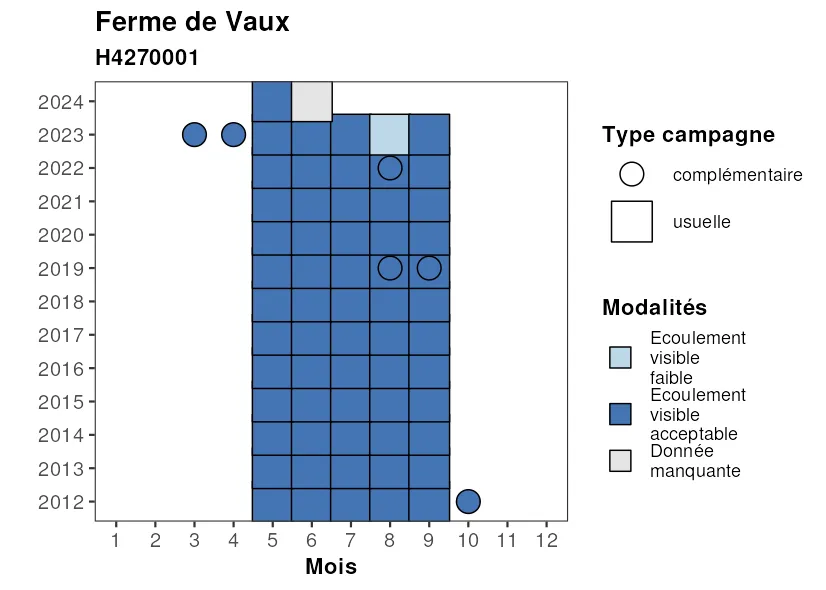 Ferme de Vaux
H4270001
2024
2023
2022
2021
2020
2019
2018
2017
2016
2015
2014
2013
2012
1 2 3 4 5 6 7 8 9 10 11 12
Mois
Type campagne
complémentaire
usuelle
Modalités
Ecoulement
visible
faible
Ecoulement
visible
acceptable
Donnée
manquante